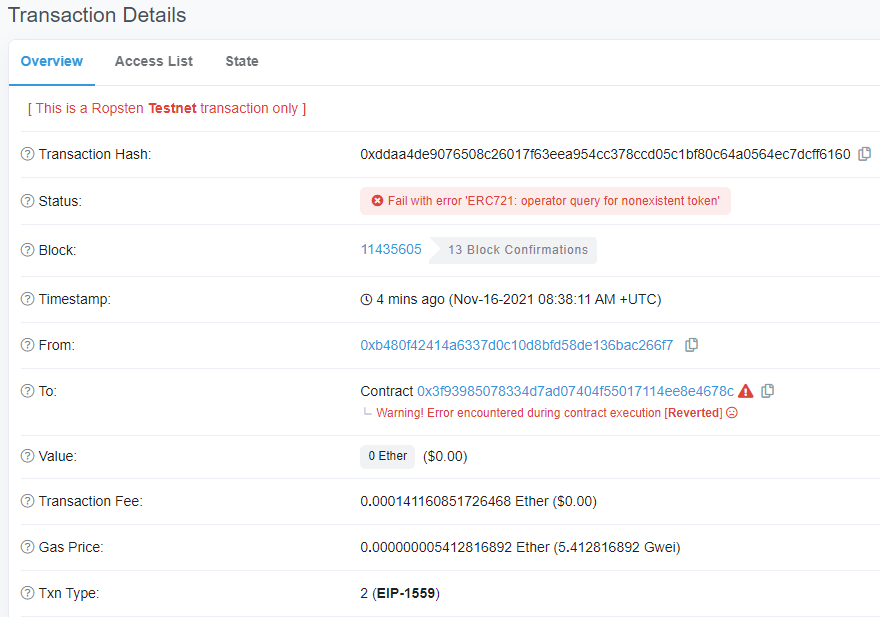 Transaction Details
Overview Access List State
[ This is a Ropsten Testnet transaction only ]
Transaction Hash: 0xddaa4de9076508c26017f63eea954cc378ccd05c1bf80c64a0564ec7dcff6160
Status: Fail with error 'ERC721: operator query for nonexistent token'
Block: 11435605 13 Block Confirmations
Timestamp: 4 mins ago (Nov-16-2021 08:38:11 AM +UTC)
From: 0xb480f42414a6337d0c10d8bfd58de136bac266f7
To: Contract 0x3f93985078334d7ad07404f55017114ee8e4678c
Warning! Error encountered during contract execution [Reverted]
Value: 0 Ether ($0.00)
Transaction Fee: 0.000141160851726468 Ether ($0.00)
Gas Price: 0.000000005412816892 Ether (5.412816892 Gwei)
Txn Type: 2 (EIP-1559)